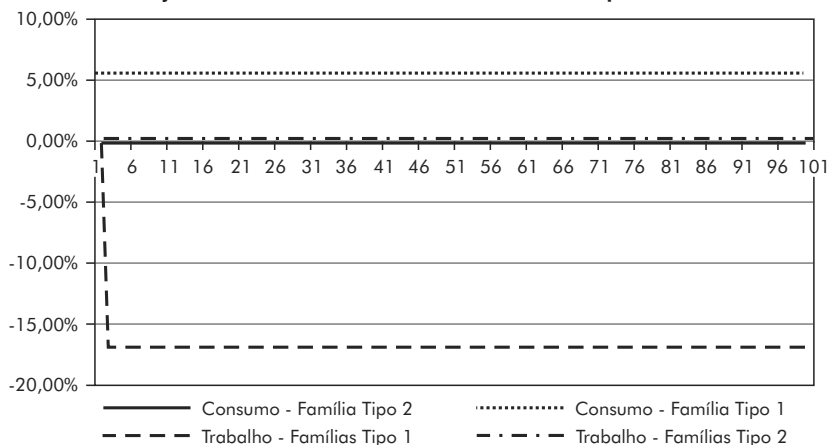 10,00%
5,00%
0,00%
1 6 11 16 21 26 31 36 41 46 51 56 61 66 71 76 81 86 91 96 101
-5,00%
-10,00%
-15,00%
-20,00%
Consumo - Família Tipo 2 Consumo - Família Tipo 1
Trabalho - Famílias Tipo 1 Trabalho - Famílias Tipo 2